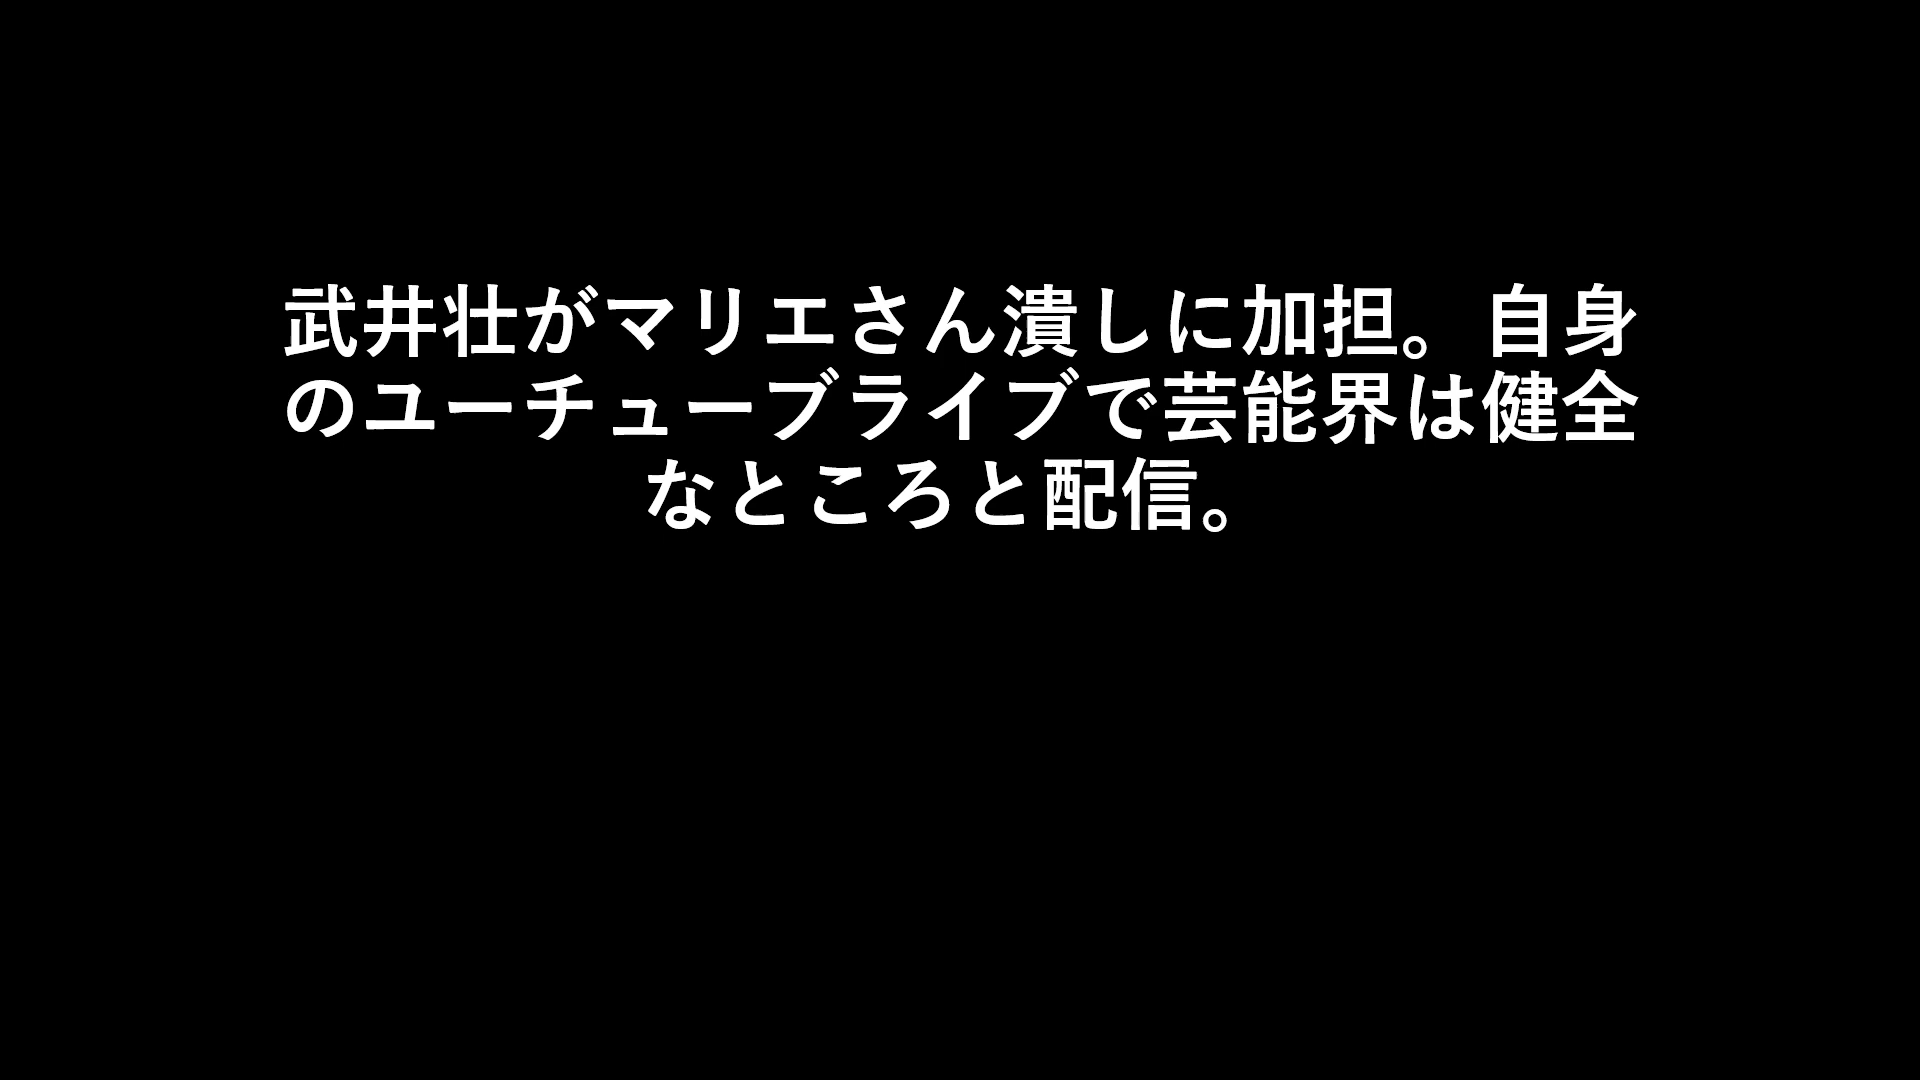 武井壮がマリエさん潰しに加担。自身
のユーチューブライブで芸能界は健全
なところと配信。